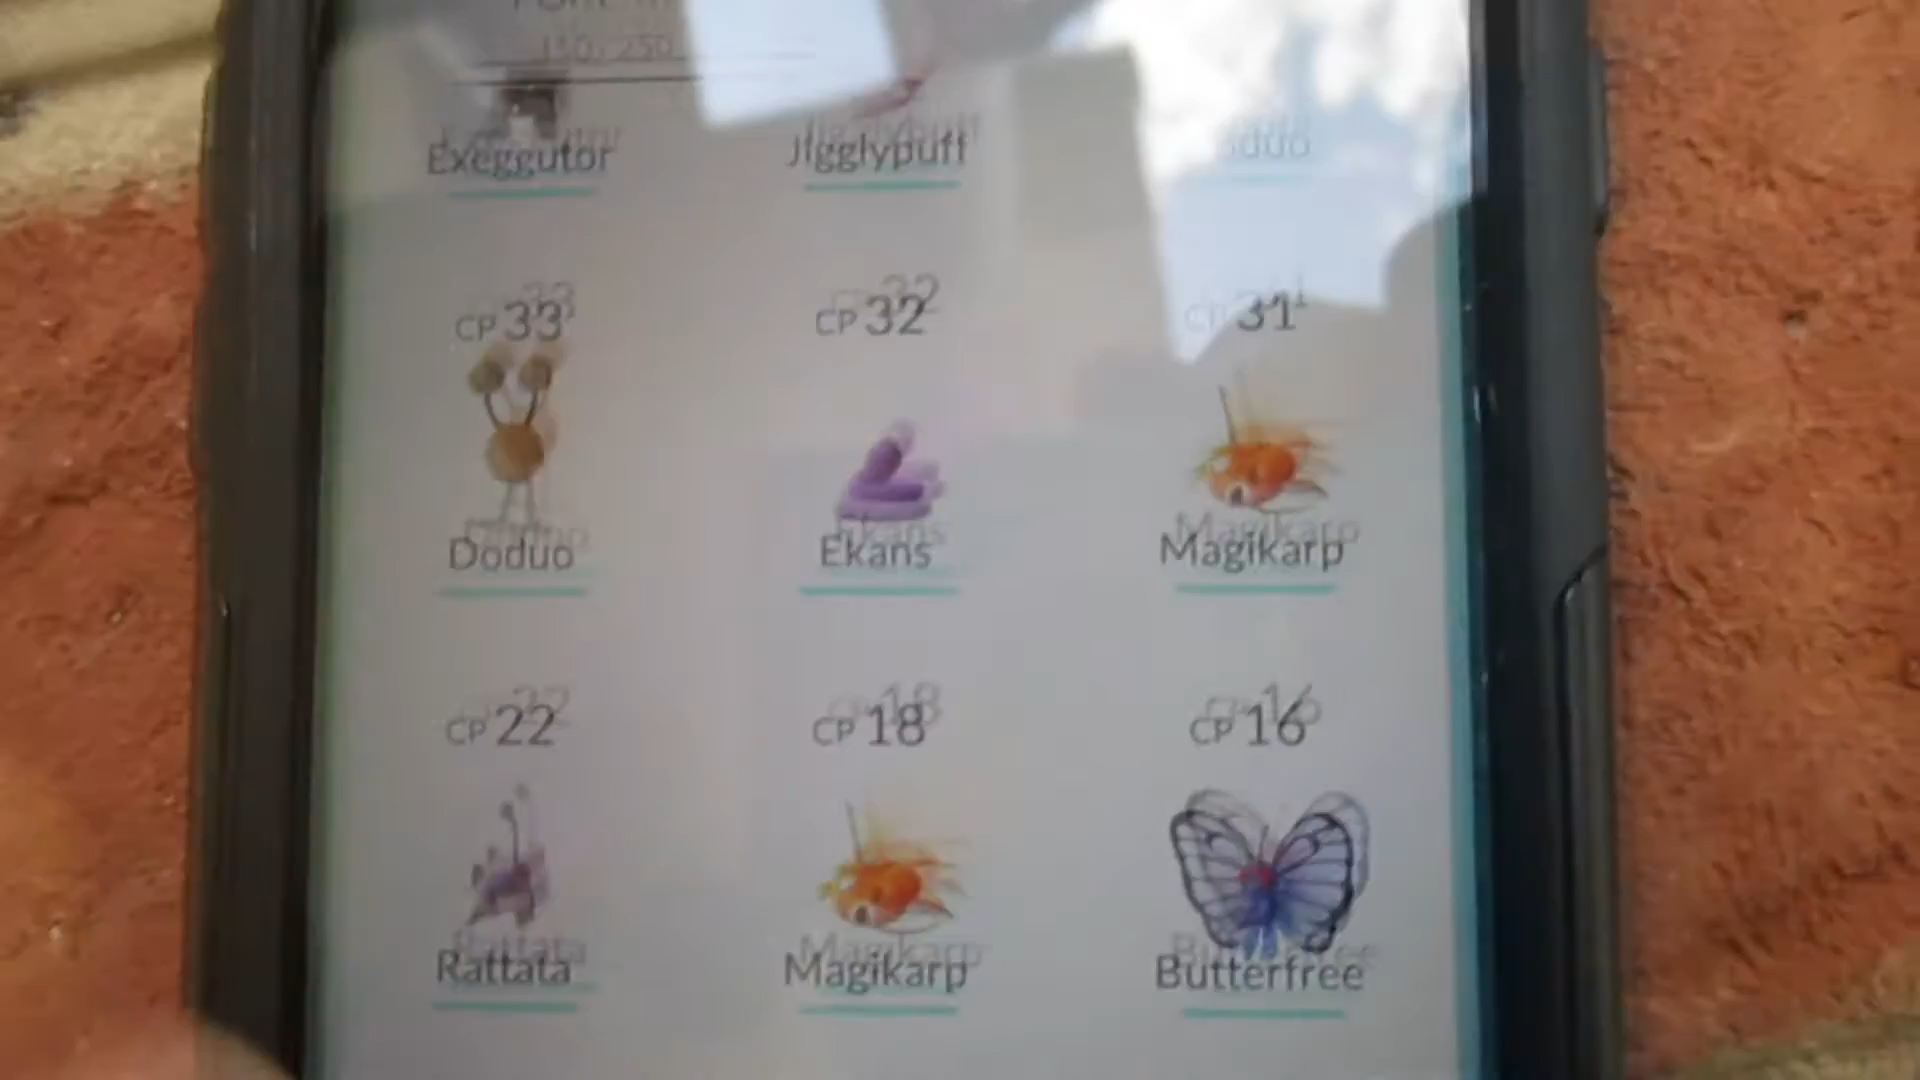 Exeggutor Jigglypuff
CP 33 CP 32 CP 31
Doduo Ekans Magikarp
CP 22 CP 18 CP 16
Rattata Magikarp Butterfree